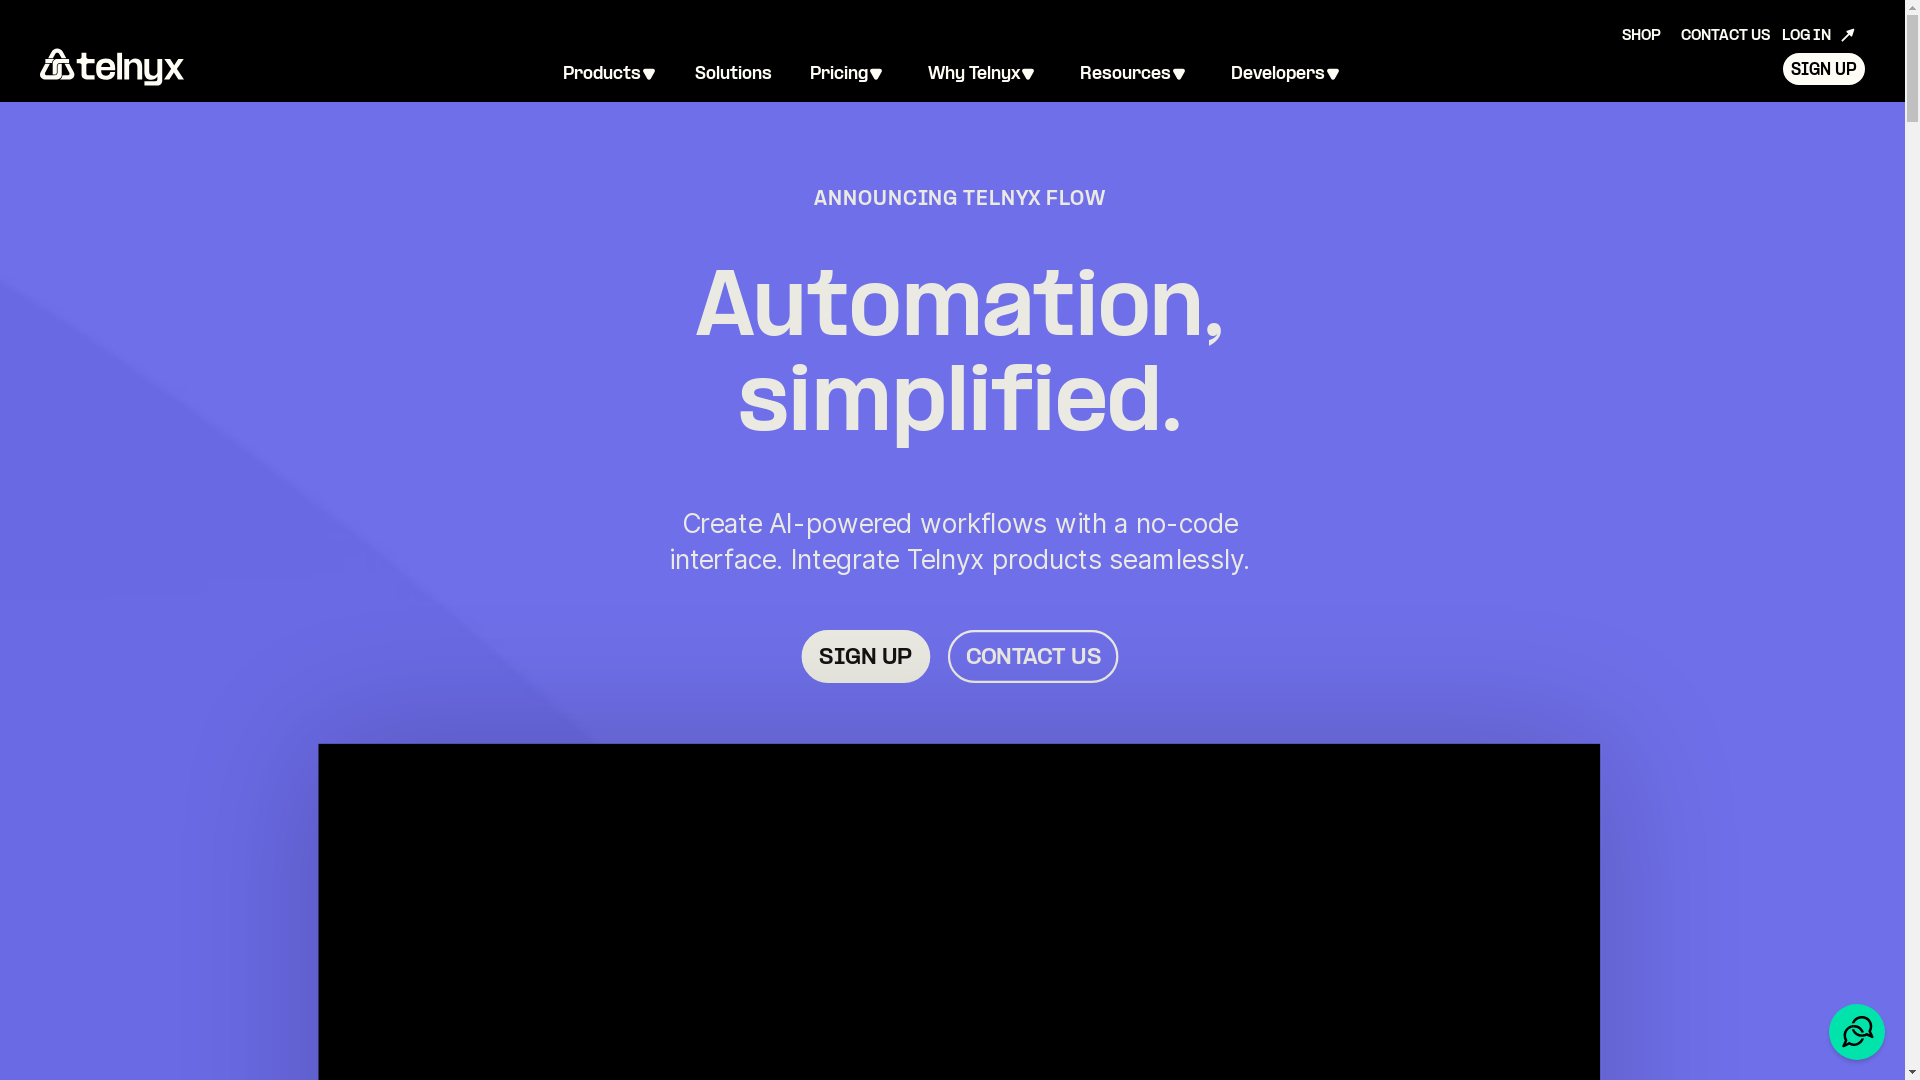 SHOP CONTACT US LOG IN
telnyx Products Solutions Pricing Why Telnyx Resources Developers SIGN UP
ANNOUNCING TELNYX FLOW
Automation,
simplified.
Create AI-powered workflows with a no-code
interface. Integrate Telnyx products seamlessly.
SIGN UP CONTACT US